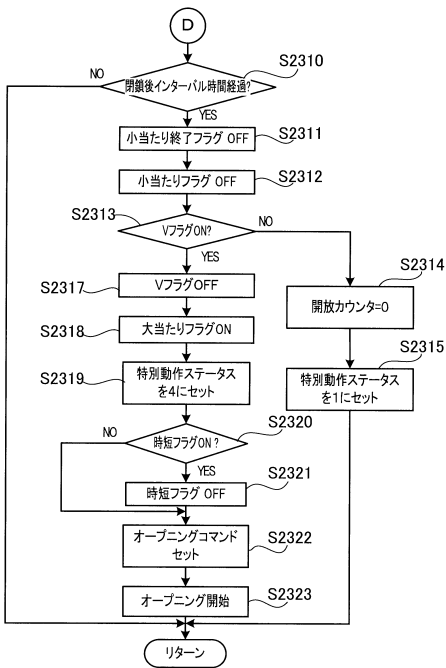 D
S2310
NO
閉鎖後インターバル時間経過?
YES
小当たり終了フラグ OFF
S2311
小当たりフラグ OFF
S2312
S2313
VフラグON?
NO
YES
S2314
S2317
VフラグOFF
開放カウンタ=0
S2318
大当たりフラグON
S2315
S2319
特別動作ステータス
を4にセット
特別動作ステータス
を1にセット
S2320
NO
時短フラグON?
YES
S2321
時短フラグ OFF
オープニングコマンド
セット
S2322
オープニング開始
S2323
リターン